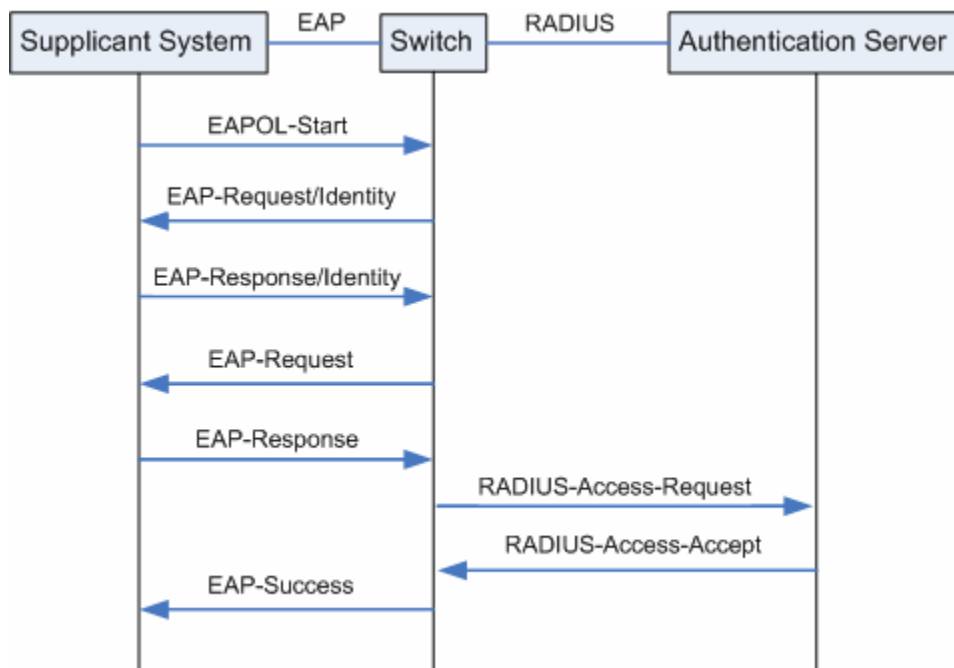 EAP
RADIUS
Supplicant System
Switch
Authentication Server
EAPOL-Start
EAP-Request/Identity
EAP-Response/Identity
EAP-Request
EAP-Response
RADIUS-Access-Request
RADIUS-Access-Accept
EAP-Success